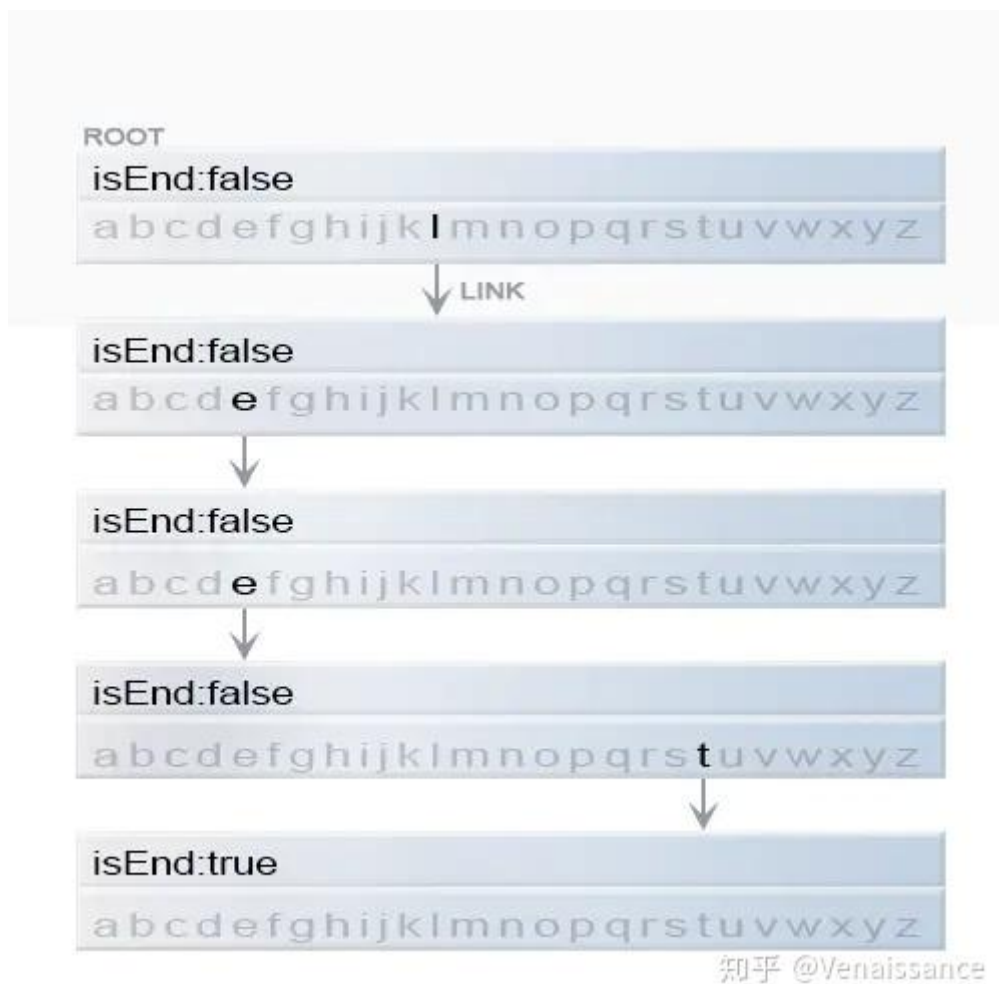 ROOT
isEnd:false
abcdefghijklmnopqrstuvwxyz
LINK
isEnd:false
abcdefghijklmnopqrstuvwxyz
isEnd:false
abcdefghijklmnopqrstuvwxyz
isEnd:false
abcdefghijklmnopqrstuvwxyz
isEnd:true
abcdefghijklmnopqrstuvwxyz
知乎 @Venaissance